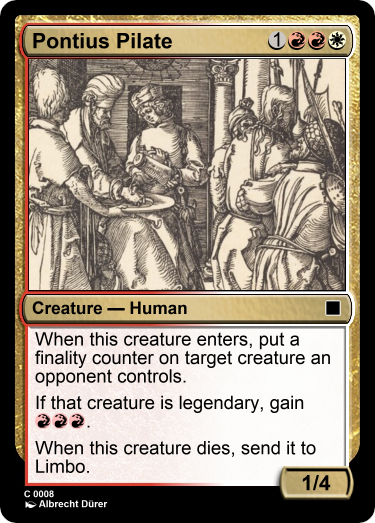 Pontius Pilate 1
Creature — Human
When this creature enters, put a
finality counter on target creature an
opponent controls.
If that creature is legendary, gain
.
When this creature dies, send it to
Limbo.
1/4
C 0008
Albrecht Dürer